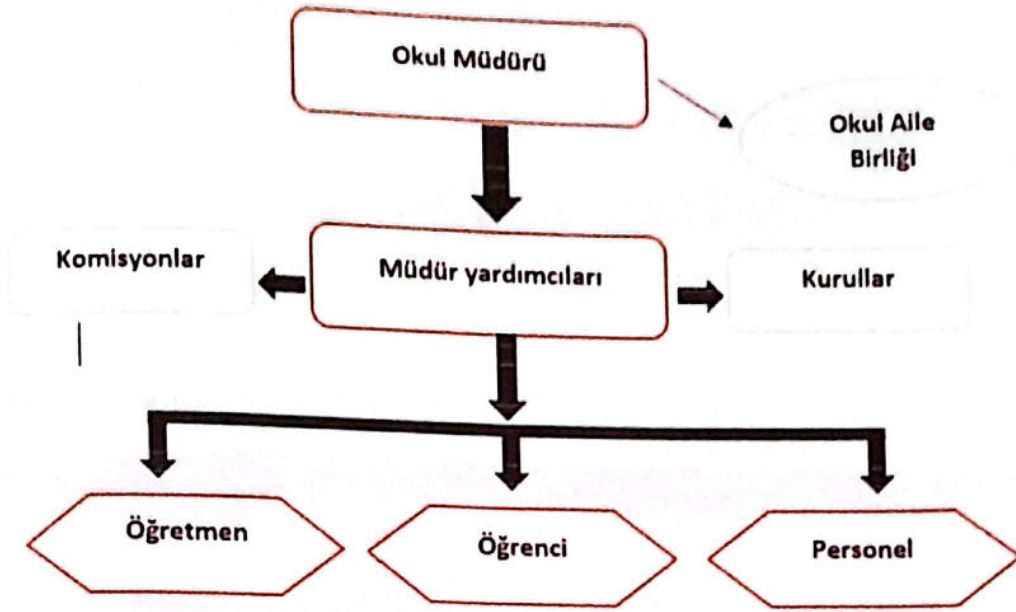 Okul Müdürü
Okul Aile
Birliği
Komisyonlar
Müdür yardımcıları
Kurullar
Öğretmen
Öğrenci
Personel